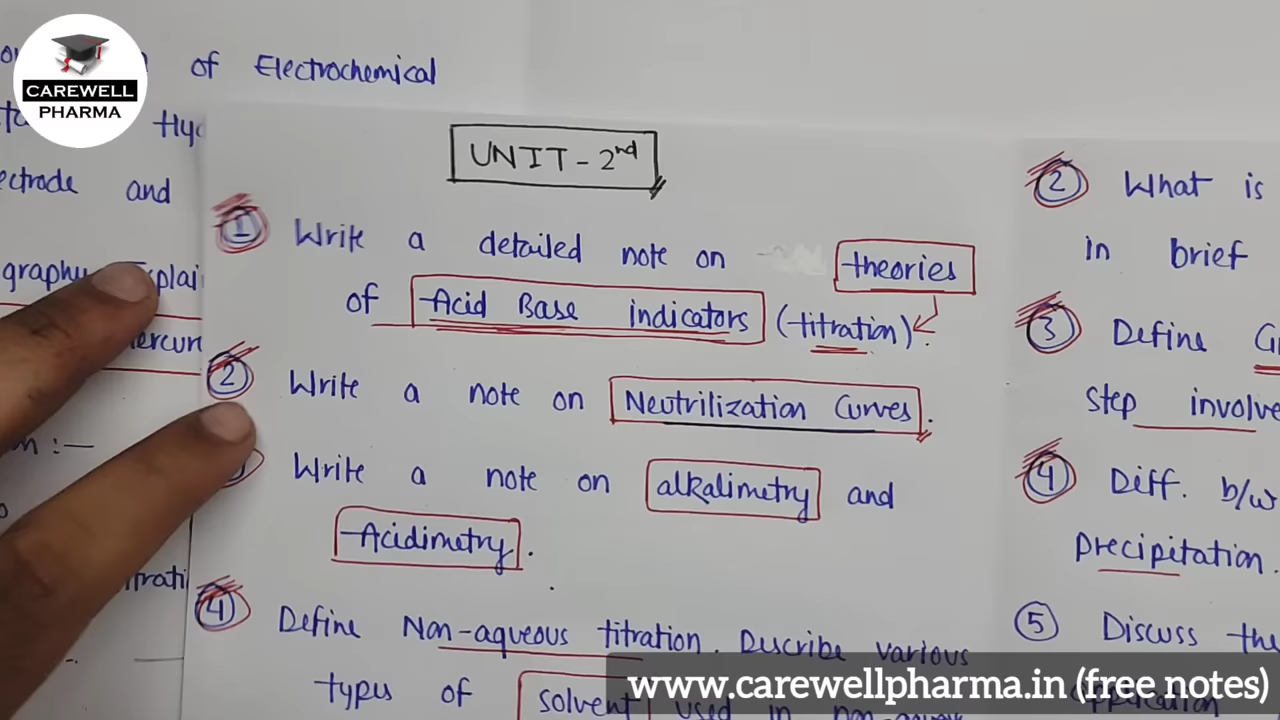 CAREWELL
PHARMA
of Electrochemical
and
UNIT - 2nd
1 Write a detailed note on theories
of Acid Base indicators (titration).
2 Write a note on Neutrilization Curves.
Write a note on alkalimetry and
Acidimetry.
4 Define Non-aqueous titration. Describe various
types of solvent used in
2 What is
in brief
3 Define
Step involve
4 Diff. b/w
precipitation.
5 Discuss the
www.carewellpharma.in (free notes)